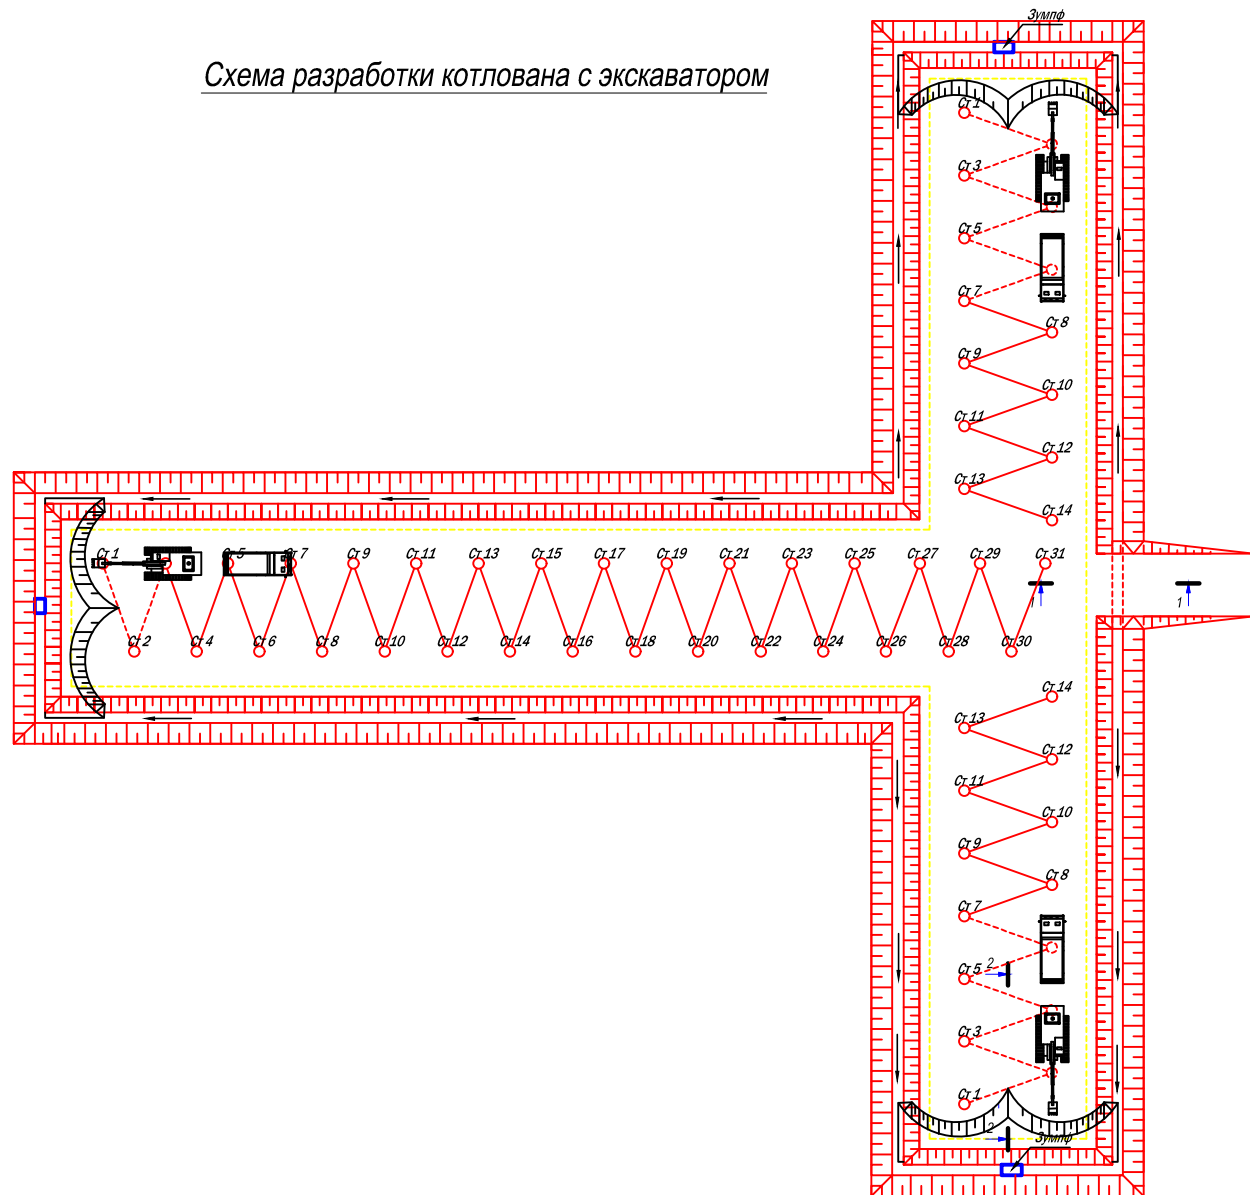 Зумпф
Схема разработки котлована с экскаватором
Ст 1
Ст 3
Ст 5
Ст 7
Ст 8
Ст 9
Ст 10
Ст 11
Ст 12
Ст 13
Ст 14
Ст 1
Ст 5
Ст 7
Ст 9
Ст 11
Ст 13
Ст 15
Ст 17
Ст 19
Ст 21
Ст 23
Ст 25
Ст 27
Ст 29
Ст 31
1
1
Ст 2
Ст 4
Ст 6
Ст 8
Ст 10
Ст 12
Ст 14
Ст 16
Ст 18
Ст 20
Ст 22
Ст 24
Ст 26
Ст 28
Ст 30
Ст 14
Ст 13
Ст 12
Ст 11
Ст 10
Ст 9
Ст 8
Ст 7
Ст 5
2
Ст 3
Ст 1
2
Зумпф